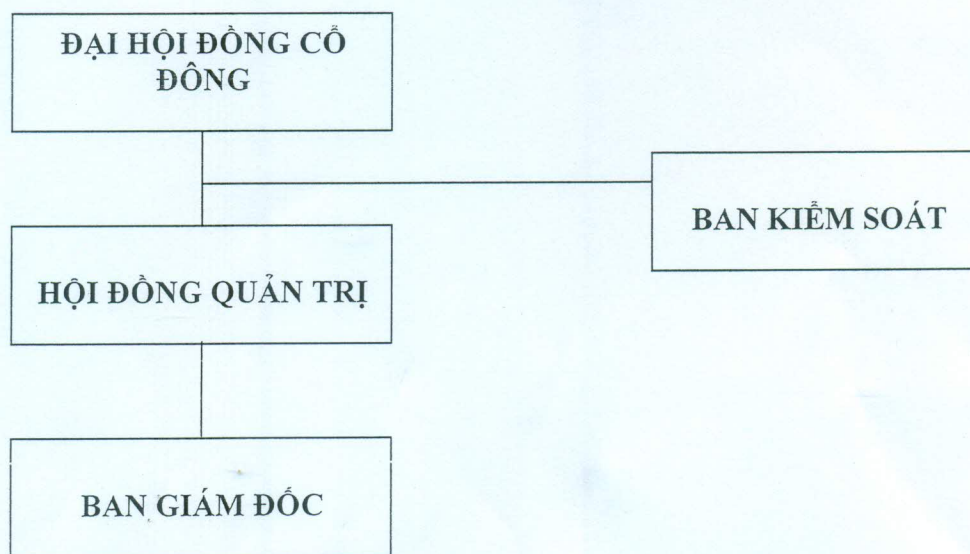 ĐẠI HỘI ĐỒNG CỔ
ĐÔNG
BAN KIỂM SOÁT
HỘI ĐỒNG QUẢN TRỊ
BAN GIÁM ĐỐC